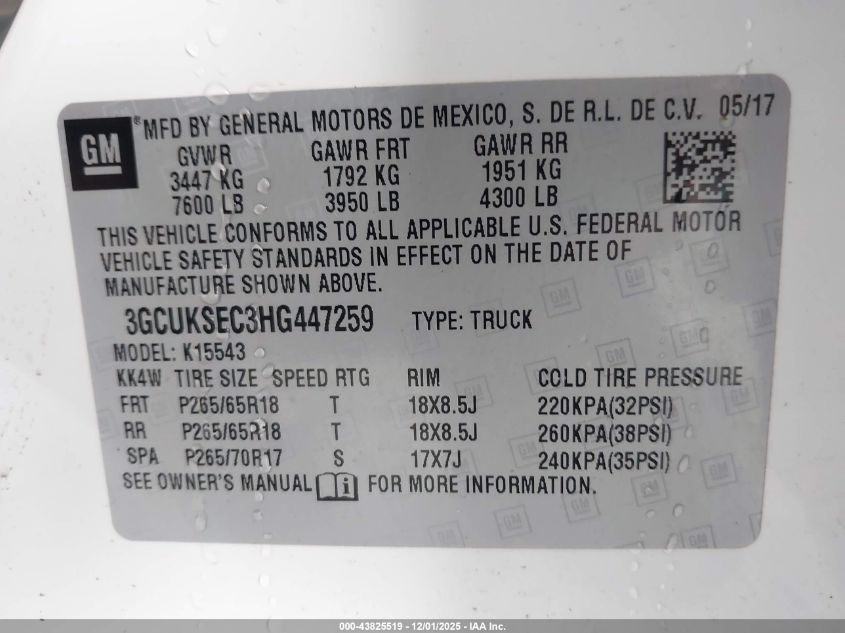 GM
®MFD BY GENERAL MOTORS DE MEXICO, S. DE R.L. DE C.V. 05/17
GVWR GAWR FRT GAWR RR
3447 KG 1792 KG 1951 KG
7600 LB 3950 LB 4300 LB
THIS VEHICLE CONFORMS TO ALL APPLICABLE U.S. FEDERAL MOTOR
VEHICLE SAFETY STANDARDS IN EFFECT ON THE DATE OF
MANUFACTURE SHOWN ABOVE.
3GCUKSEC3HG447259 TYPE: TRUCK
MODEL: K15543
KK4W TIRE SIZE SPEED RTG RIM COLD TIRE PRESSURE
FRT P265/65R18 T 18X8.5J 220KPA(32PSI)
RR P265/65R18 T 18X8.5J 260KPA(38PSI)
SPA P265/70R17 S 17X7J 240KPA(35PSI)
SEE OWNER'S MANUAL i FOR MORE INFORMATION.
000-43825519 - 12/01/2025 - IAA Inc.